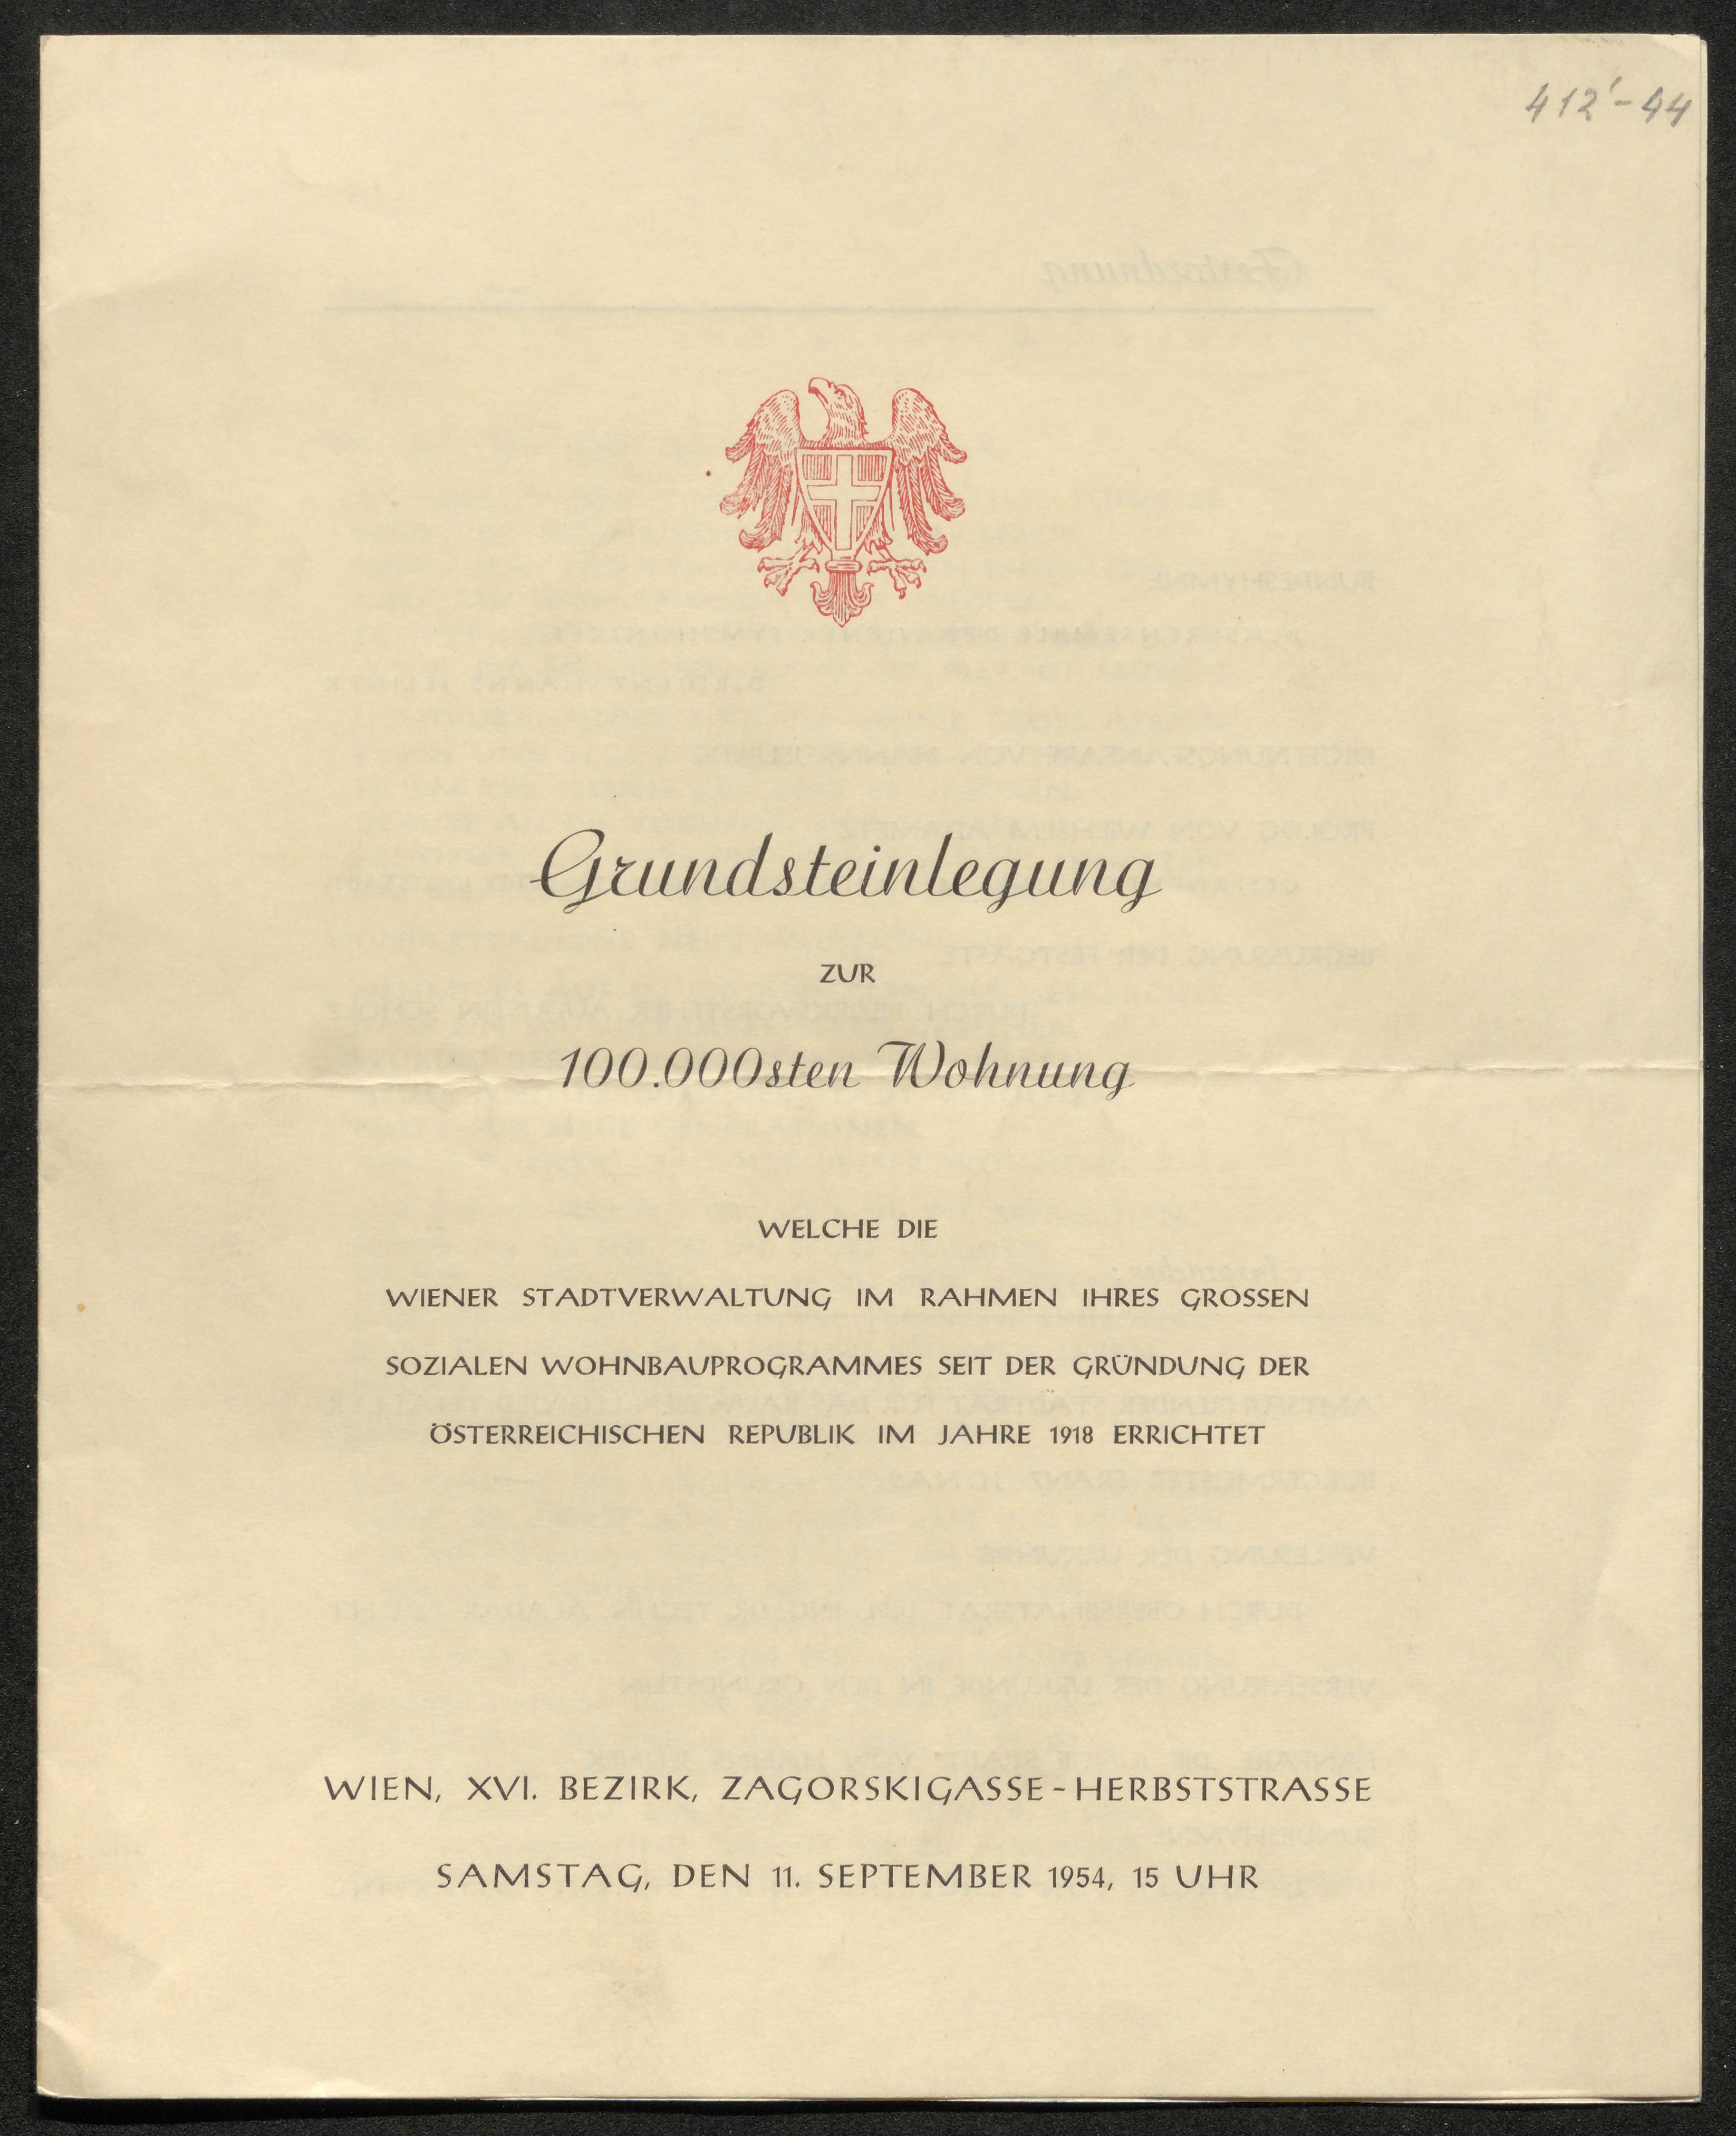 412'-44
Grundsteinlegung
ZUR
100.000sten Wohnung
WELCHE DIE
WIENER STADTVERWALTUNG IM RAHMEN IHRES GROSSEN
SOZIALEN WOHNBAUPROGRAMMES SEIT DER GRÜNDUNG DER
ÖSTERREICHISCHEN REPUBLIK IM JAHRE 1918 ERRICHTET
WIEN, XVI. BEZIRK, ZAGORSKIGASSE-HERBSTSTRASSE
SAMSTAG, DEN 11. SEPTEMBER 1954, 15 UHR